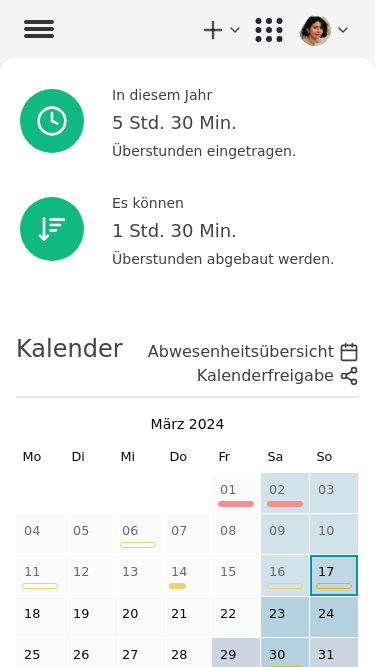 In diesem Jahr
5 Std. 30 Min.
Überstunden eingetragen.
Es können
1 Std. 30 Min.
Überstunden abgebaut werden.
Kalender
Abwesenheitsübersicht
Kalenderfreigabe
März 2024
Mo Di Mi Do Fr Sa So
01 02 03
04 05 06 07 08 09 10
11 12 13 14 15 16 17
18 19 20 21 22 23 24
25 26 27 28 29 30 31